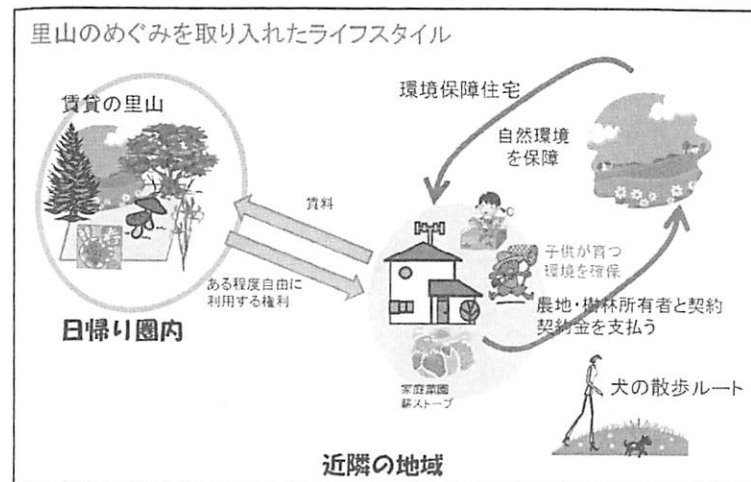 里山のめぐみを取り入れたライフスタイル
賃貸の里山
環境保障住宅
自然環境
を保障
賃料
ある程度自由に
利用する権利
子供が育つ
環境を確保
農地・樹林所有者と契約
契約金を支払う
日帰り圏内
家庭菜園
薪ストーブ
犬の散歩ルート
近隣の地域